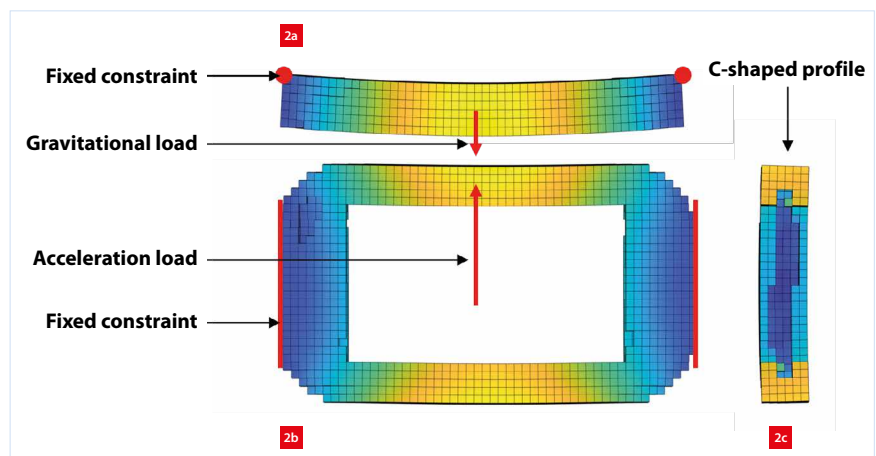 2a
Fixed constraint
C-shaped profile
Gravitational load
Acceleration load
Fixed constraint
2b
2c